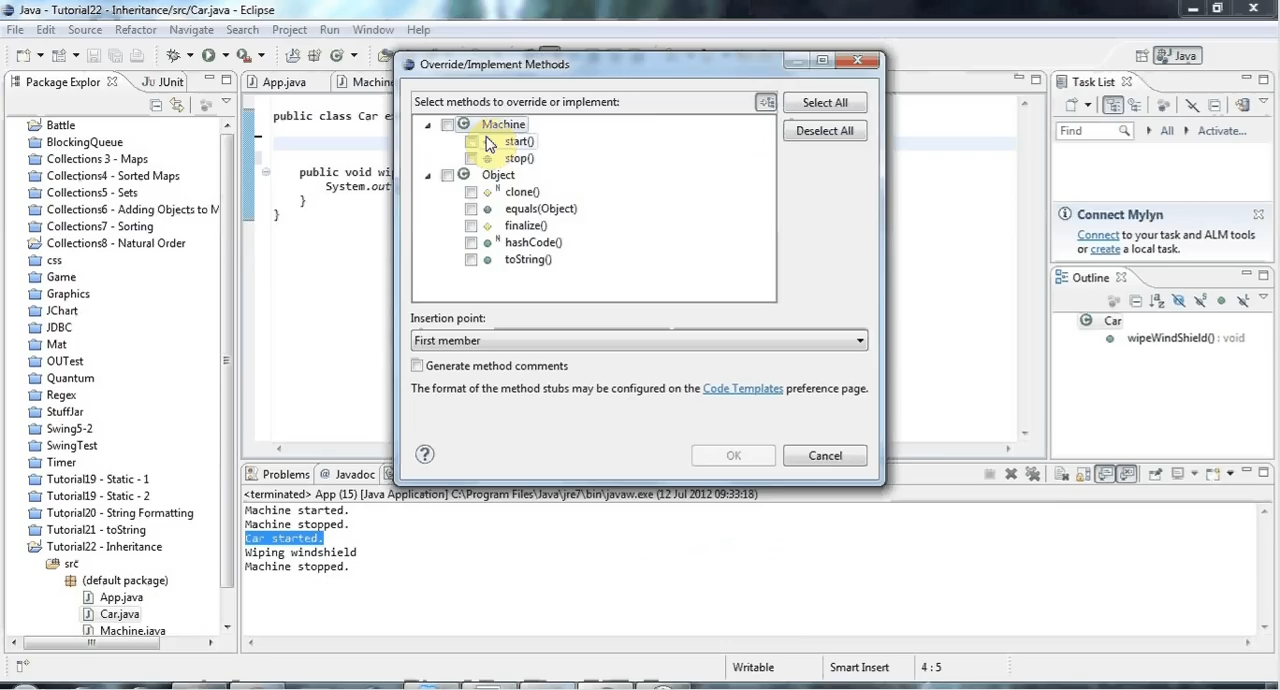 Java - Tutorial22 - Inheritance/src/Car.java - Eclipse
File Edit Source Refactor Navigate Search Project Run Window Help
Java
Package Explor
JUnit
Battle
BlockingQueue
Collections 3 - Maps
Collections4 - Sorted Maps
Collections5 - Sets
Collections6 - Adding Objects to M
Collections7 - Sorting
Collections8 - Natural Order
css
Game
Graphics
JChart
JDBC
Mat
OUTest
Quantum
Regex
StuffJar
Swing5-2
SwingTest
Timer
Tutorial19 - Static - 1
Tutorial19 - Static - 2
Tutorial20 - String Formatting
Tutorial21 - toString
Tutorial22 - Inheritance
src
(default package)
App.java
Car.java
Machine.java
App.java
Machin
public class Car e
public void wi
System.out
}
}
Override/Implement Methods
Select methods to override or implement:
Machine
start()
stop()
Object
clone()
equals(Object)
finalize()
hashCode()
toString()
Select All
Deselect All
Insertion point:
First member
Generate method comments
The format of the method stubs may be configured on the Code Templates preference page.
?
OK
Cancel
Task List
Find
All
Activate...
Connect Mylyn
Connect to your task and ALM tools
or create a local task.
Outline
Car
wipeWindShield() : void
Problems
@ Javadoc
<terminated> App (15) [Java Application] C:\Program Files\Java\jre7\bin\javaw.exe (12 Jul 2012 09:33:18)
Machine started.
Machine stopped.
Car started.
Wiping windshield
Machine stopped.
Writable
Smart Insert
4 : 5